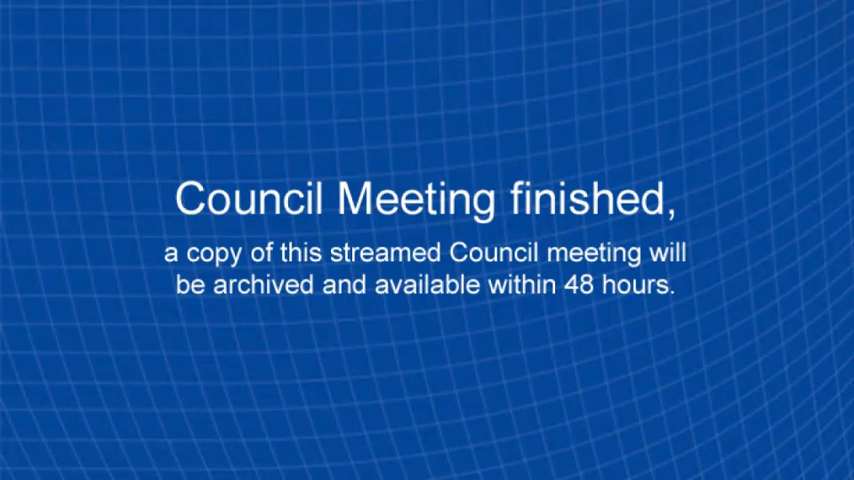 Council Meeting finished,
a copy of this streamed Council meeting will
be archived and available within 48 hours.